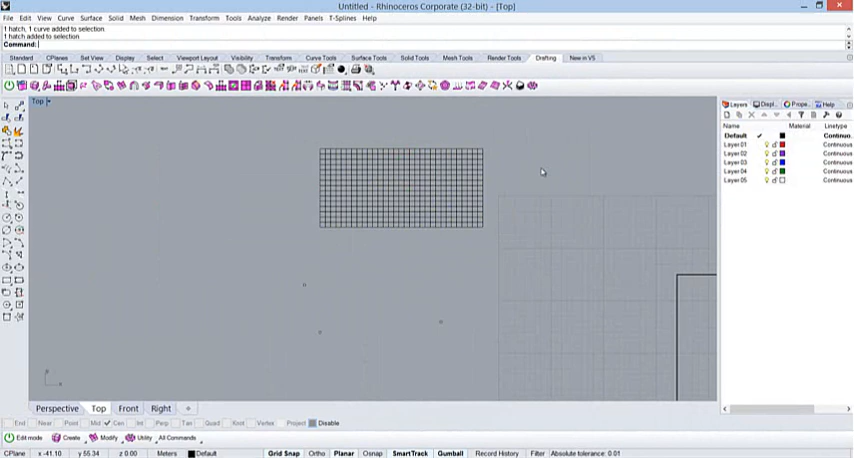 Untitled - Rhinoceros Corporate (32-bit) - [Top]
File Edit View Curve Surface Solid Mesh Dimension Transform Tools Analyze Render Panels T-Splines Help
1 hatch, 1 curve added to selection.
1 hatch added to selection.
Command:
Standard CPlanes Set View Display Select Viewport Layout Visibility Transform Curve Tools Surface Tools Solid Tools Mesh Tools Render Tools Drafting New in V5
Top
Layers Displ... Prope... Help
Name Material Linetype
Default Continuo...
Layer 01 Continuous
Layer 02 Continuous
Layer 03 Continuous
Layer 04 Continuous
Layer 05 Continuous
Perspective Top Front Right
End Near Point Mid Cen Int Perp Tan Quad Knot Vertex Project Disable
Edit mode Create Modify Utility All Commands
CPlane x -41.10 y 55.34 z 0.00 Meters Default Grid Snap Ortho Planar Osnap SmartTrack Gumball Record History Filter Absolute tolerance: 0.01